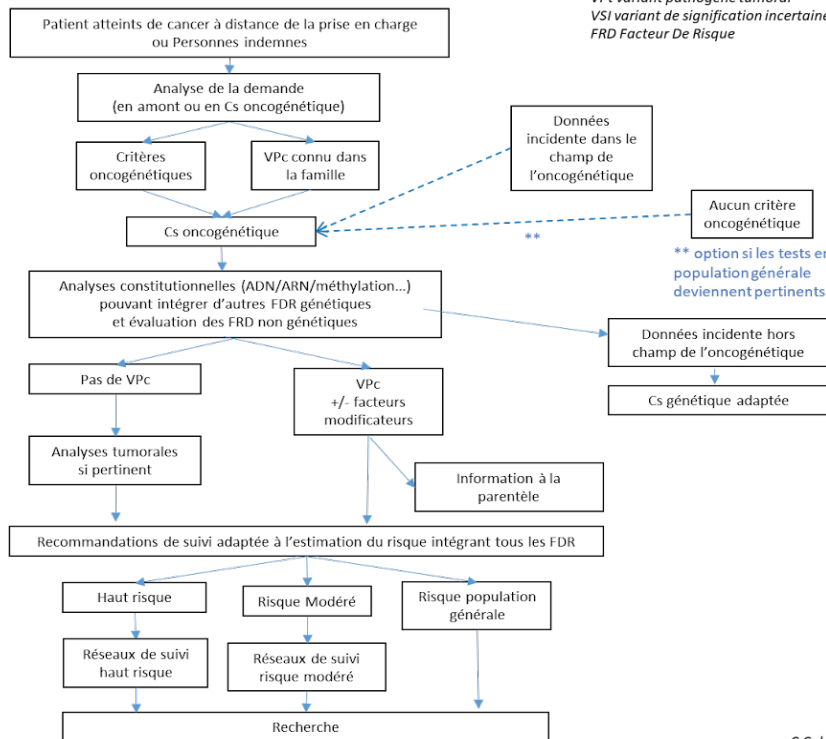 VPt variant pathogène tumoral
VSI variant de signification incertaine
FRD Facteur De Risque
Patient atteints de cancer à distance de la prise en charge
ou Personnes indemnes
Analyse de la demande
(en amont ou en Cs oncogénétique)
Données
incidente dans le
champ de
l'oncogénétique
Critères
oncogénétiques
VPc connu dans
la famille
Aucun critère
oncogénétique
Cs oncogénétique
**
** option si les tests en
population générale
deviennent pertinents
Analyses constitutionnelles (ADN/ARN/méthylation...)
pouvant intégrer d'autres FDR génétiques
et évaluation des FRD non génétiques
Données incidente hors
champ de l'oncogénétique
Pas de VPc
VPc
+/- facteurs
modificateurs
Cs génétique adaptée
Analyses tumorales
si pertinent
Information à la
parentèle
Recommandations de suivi adaptée à l'estimation du risque intégrant tous les FDR
Haut risque
Risque Modéré
Risque population
générale
Réseaux de suivi
haut risque
Réseaux de suivi
risque modéré
Recherche